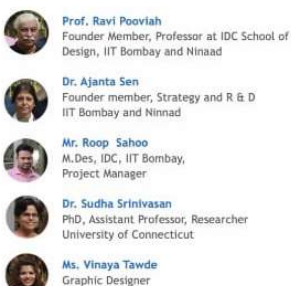 Prof. Ravi Poovaiah
Founder Member, Professor at IDC School of
Design, IIT Bombay and Ninaad
Dr. Ajanta Sen
Founder member, Strategy and R & D
IIT Bombay and Ninnad
Mr. Roop Sahoo
M.Des, IDC, IIT Bombay,
Project Manager
Dr. Sudha Srinivasan
PhD, Assistant Professor, Researcher
University of Connecticut
Ms. Vinaya Tawde
Graphic Designer